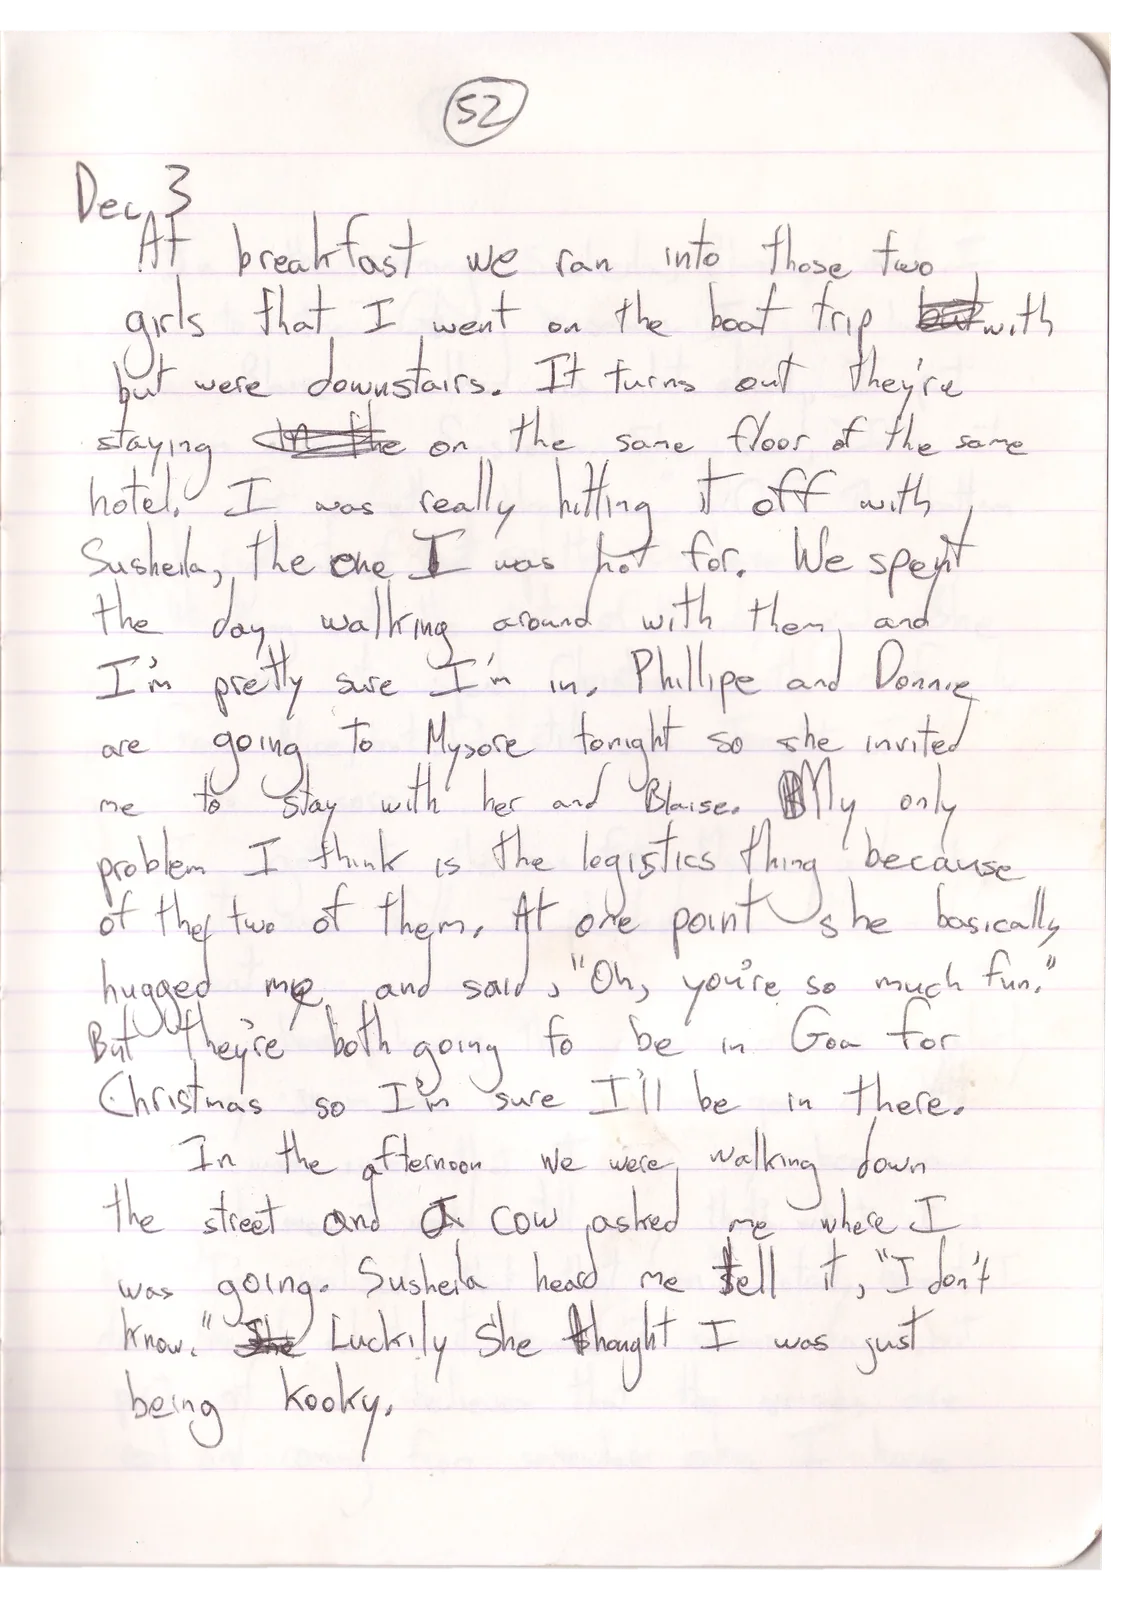 52
Dec. 3
At breakfast we ran into those two
girls that I went on the boat trip with
but were downstairs. It turns out they're
staying on the same floor of the same
hotel. I was really hitting it off with
Susheila, the one I was hot for. We spent
the day walking around with them, and
I'm pretty sure I'm in. Phillipe and Donnie
are going to Mysore tonight so she invited
me to stay with her and Blaise. My only
problem I think is the logistics thing because
of the two of them. At one point she basically
hugged me and said, "Oh, you're so much fun."
But they're both going to be in Goa for
Christmas so I'm sure I'll be in there.
In the afternoon we were walking down
the street and a cow asked me where I
was going. Susheila heard me tell it, "I don't
know." Luckily She thought I was just
being kooky.